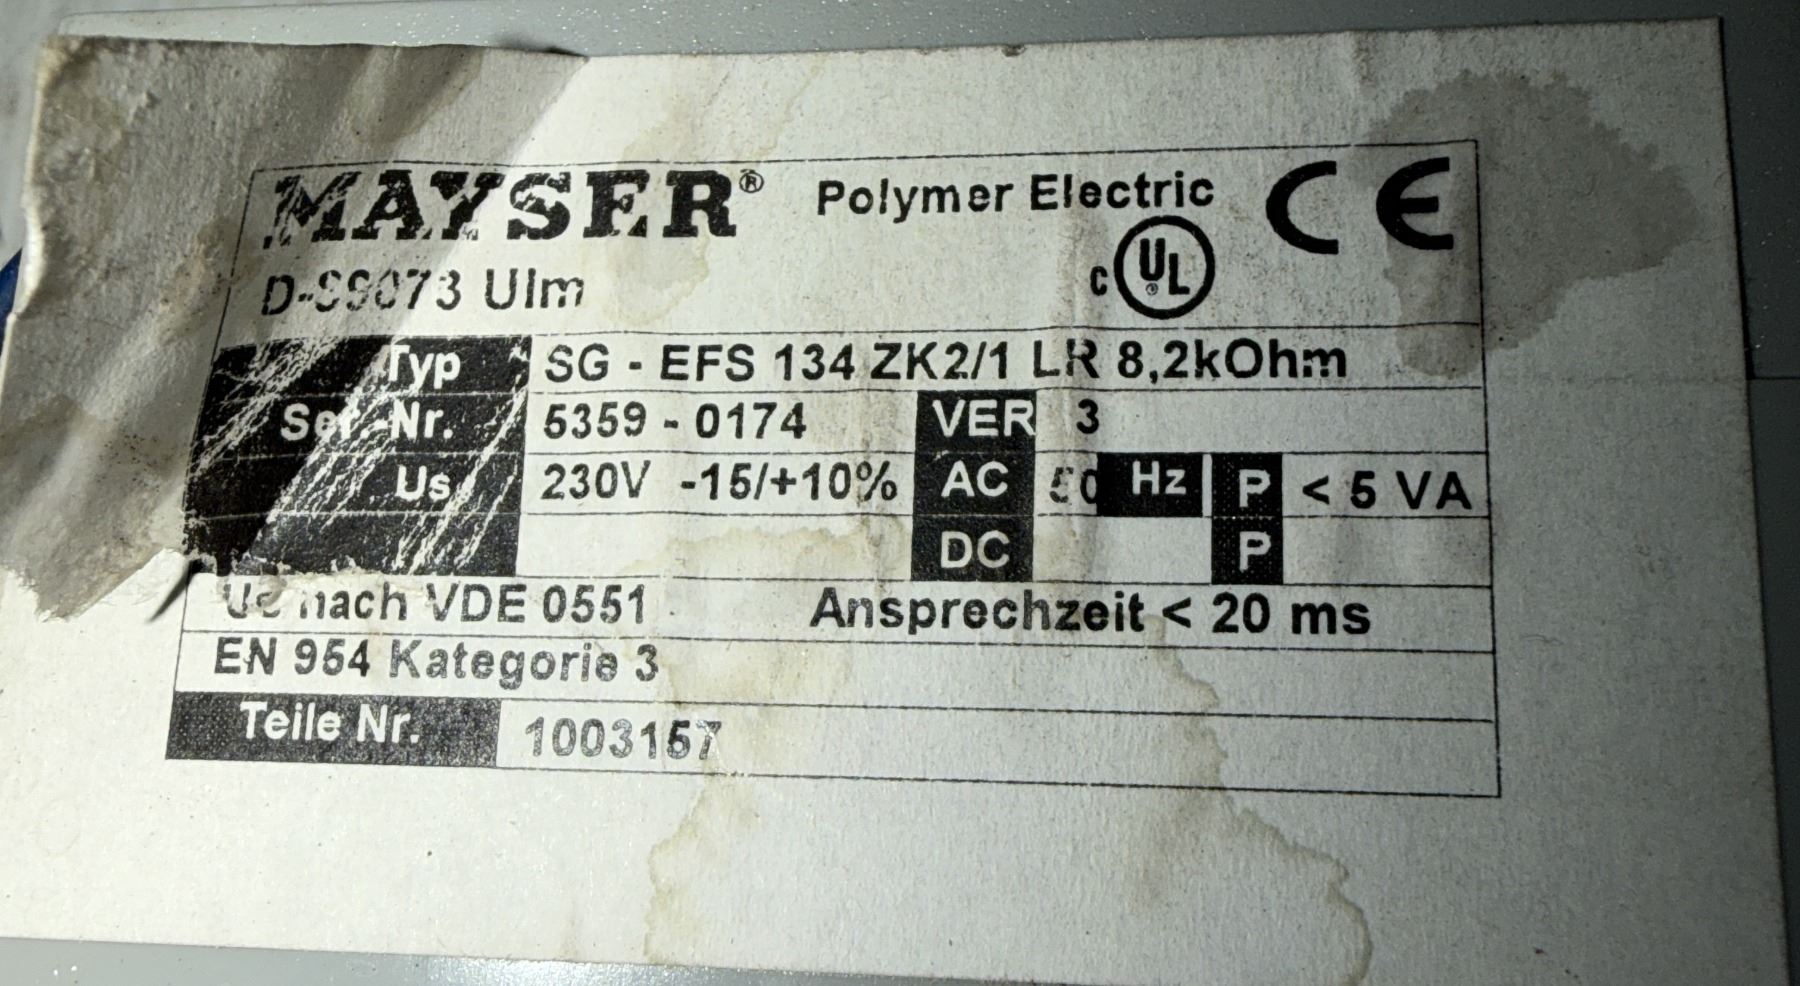 MAYSER® Polymer Electric CE
D-89073 Ulm c UL®
Typ SG - EFS 134 ZK2/1 LR 8,2kOhm
Ser.-Nr. 5359 - 0174 VER 3
Us 230V -15/+10% AC 50 Hz P < 5 VA
DC P
nach VDE 0551 Ansprechzeit < 20 ms
EN 954 Kategorie 3
Teile Nr. 1003157